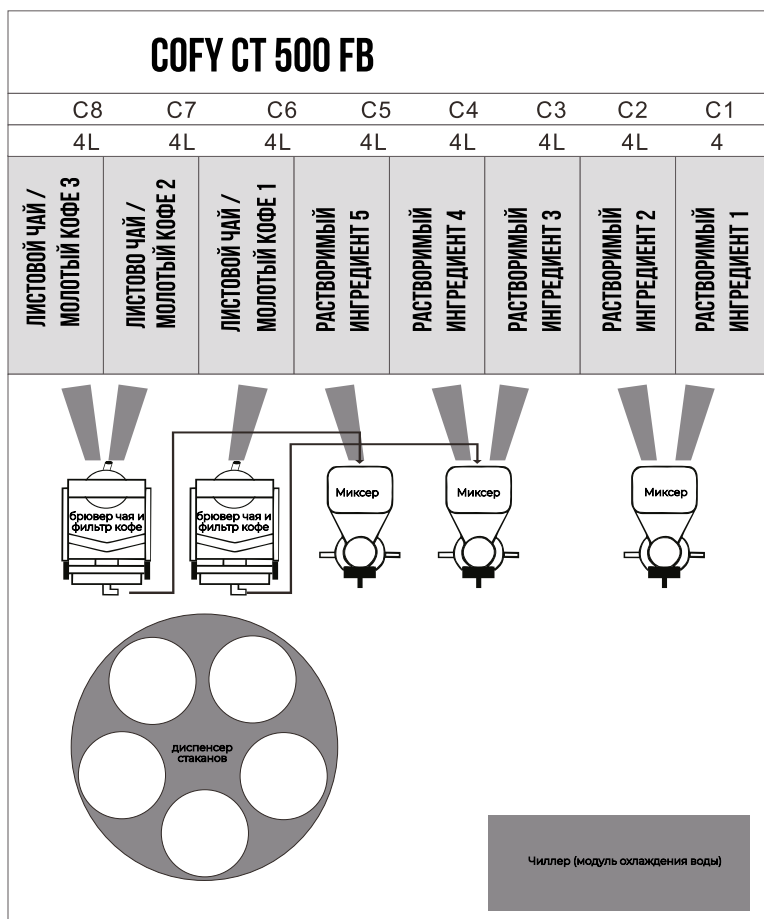 COFY CT 500 FB
C8 C7 C6 C5 C4 C3 C2 C1
4L 4L 4L 4L 4L 4L 4L 4
ЛИСТОВОЙ ЧАЙ /
МОЛОТЫЙ КОФЕ 3
ЛИСТОВО ЧАЙ /
МОЛОТЫЙ КОФЕ 2
ЛИСТОВОЙ ЧАЙ /
МОЛОТЫЙ КОФЕ 1
РАСТВОРИМЫЙ
ИНГРЕДИЕНТ 5
РАСТВОРИМЫЙ
ИНГРЕДИЕНТ 4
РАСТВОРИМЫЙ
ИНГРЕДИЕНТ 3
РАСТВОРИМЫЙ
ИНГРЕДИЕНТ 2
РАСТВОРИМЫЙ
ИНГРЕДИЕНТ 1
брювер чая и
фильтр кофе
брювер чая и
фильтр кофе
Миксер
Миксер
Миксер
диспенсер
стаканов
Чиллер (модуль охлаждения воды)